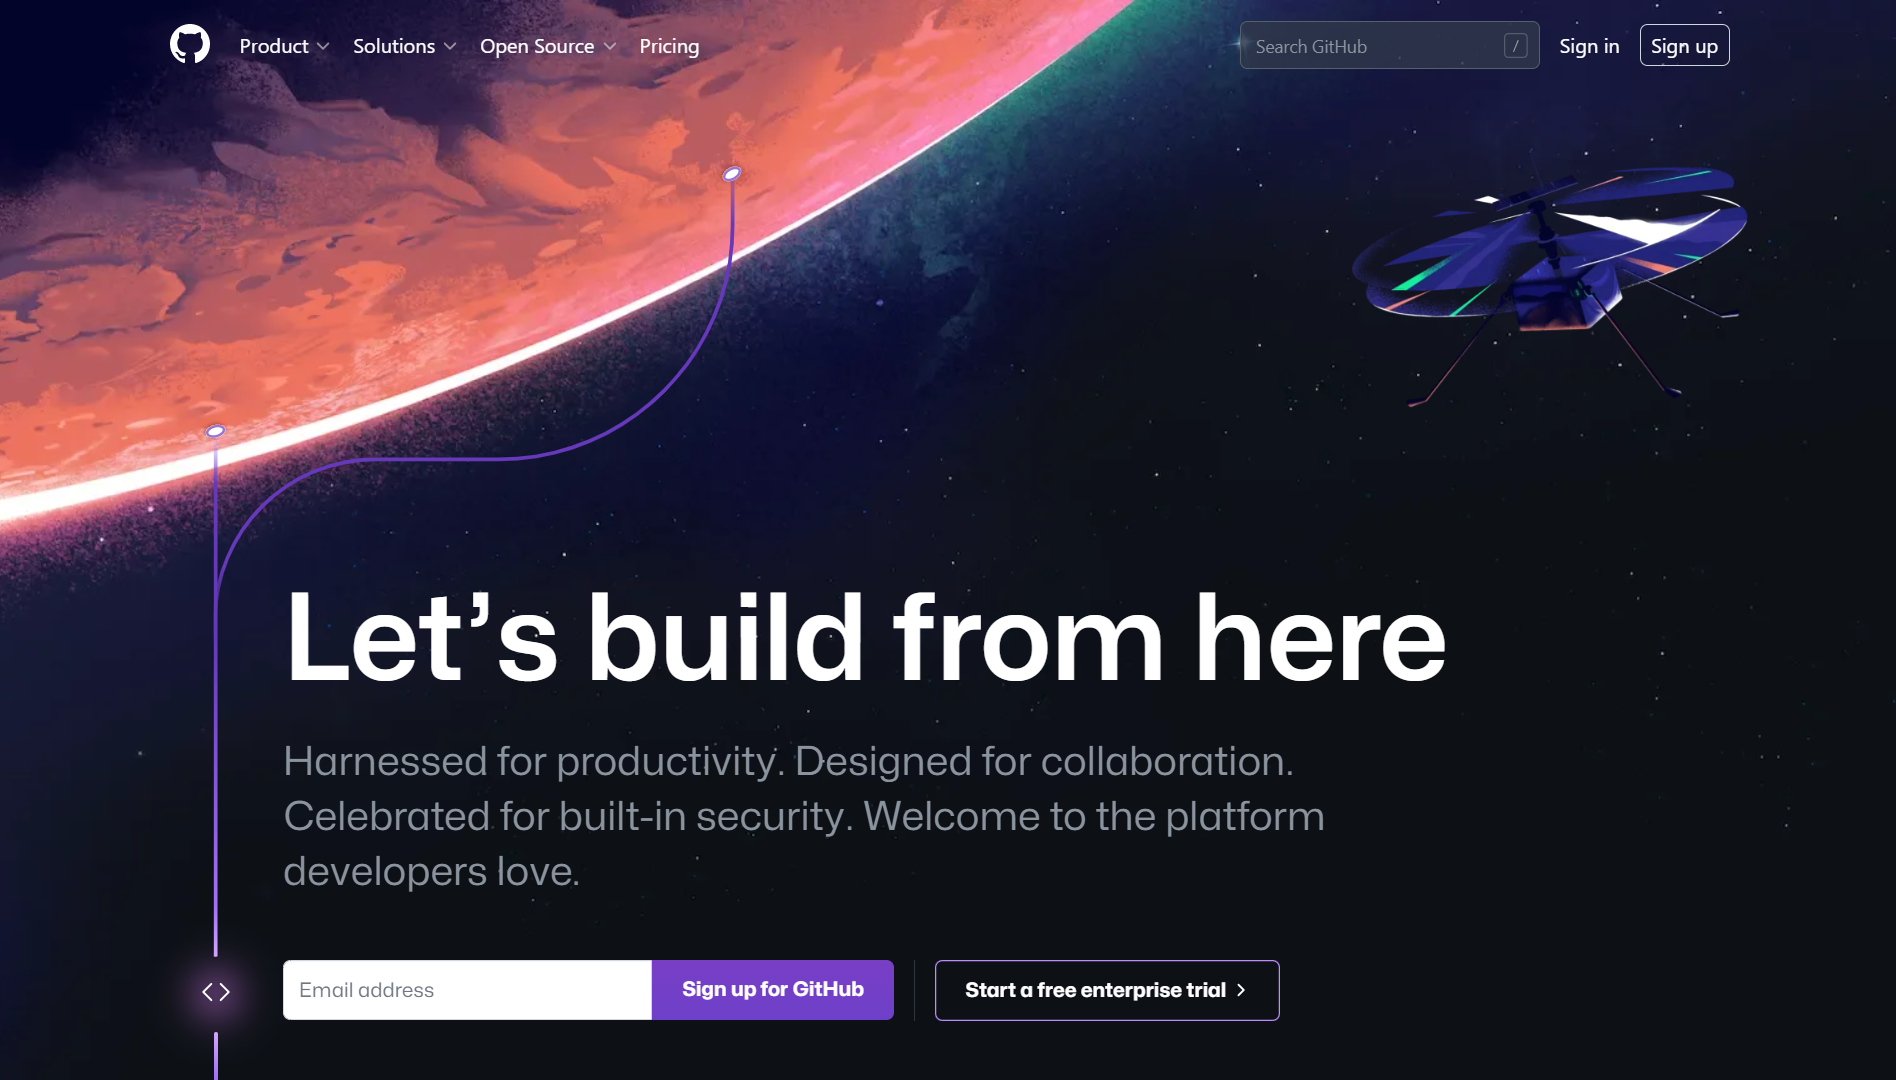 Product
Solutions
Open Source
Pricing
Search GitHub
/
Sign in
Sign up
Let’s build from here
Harnessed for productivity. Designed for collaboration.
Celebrated for built-in security. Welcome to the platform
developers love.
Email address
Sign up for GitHub
Start a free enterprise trial